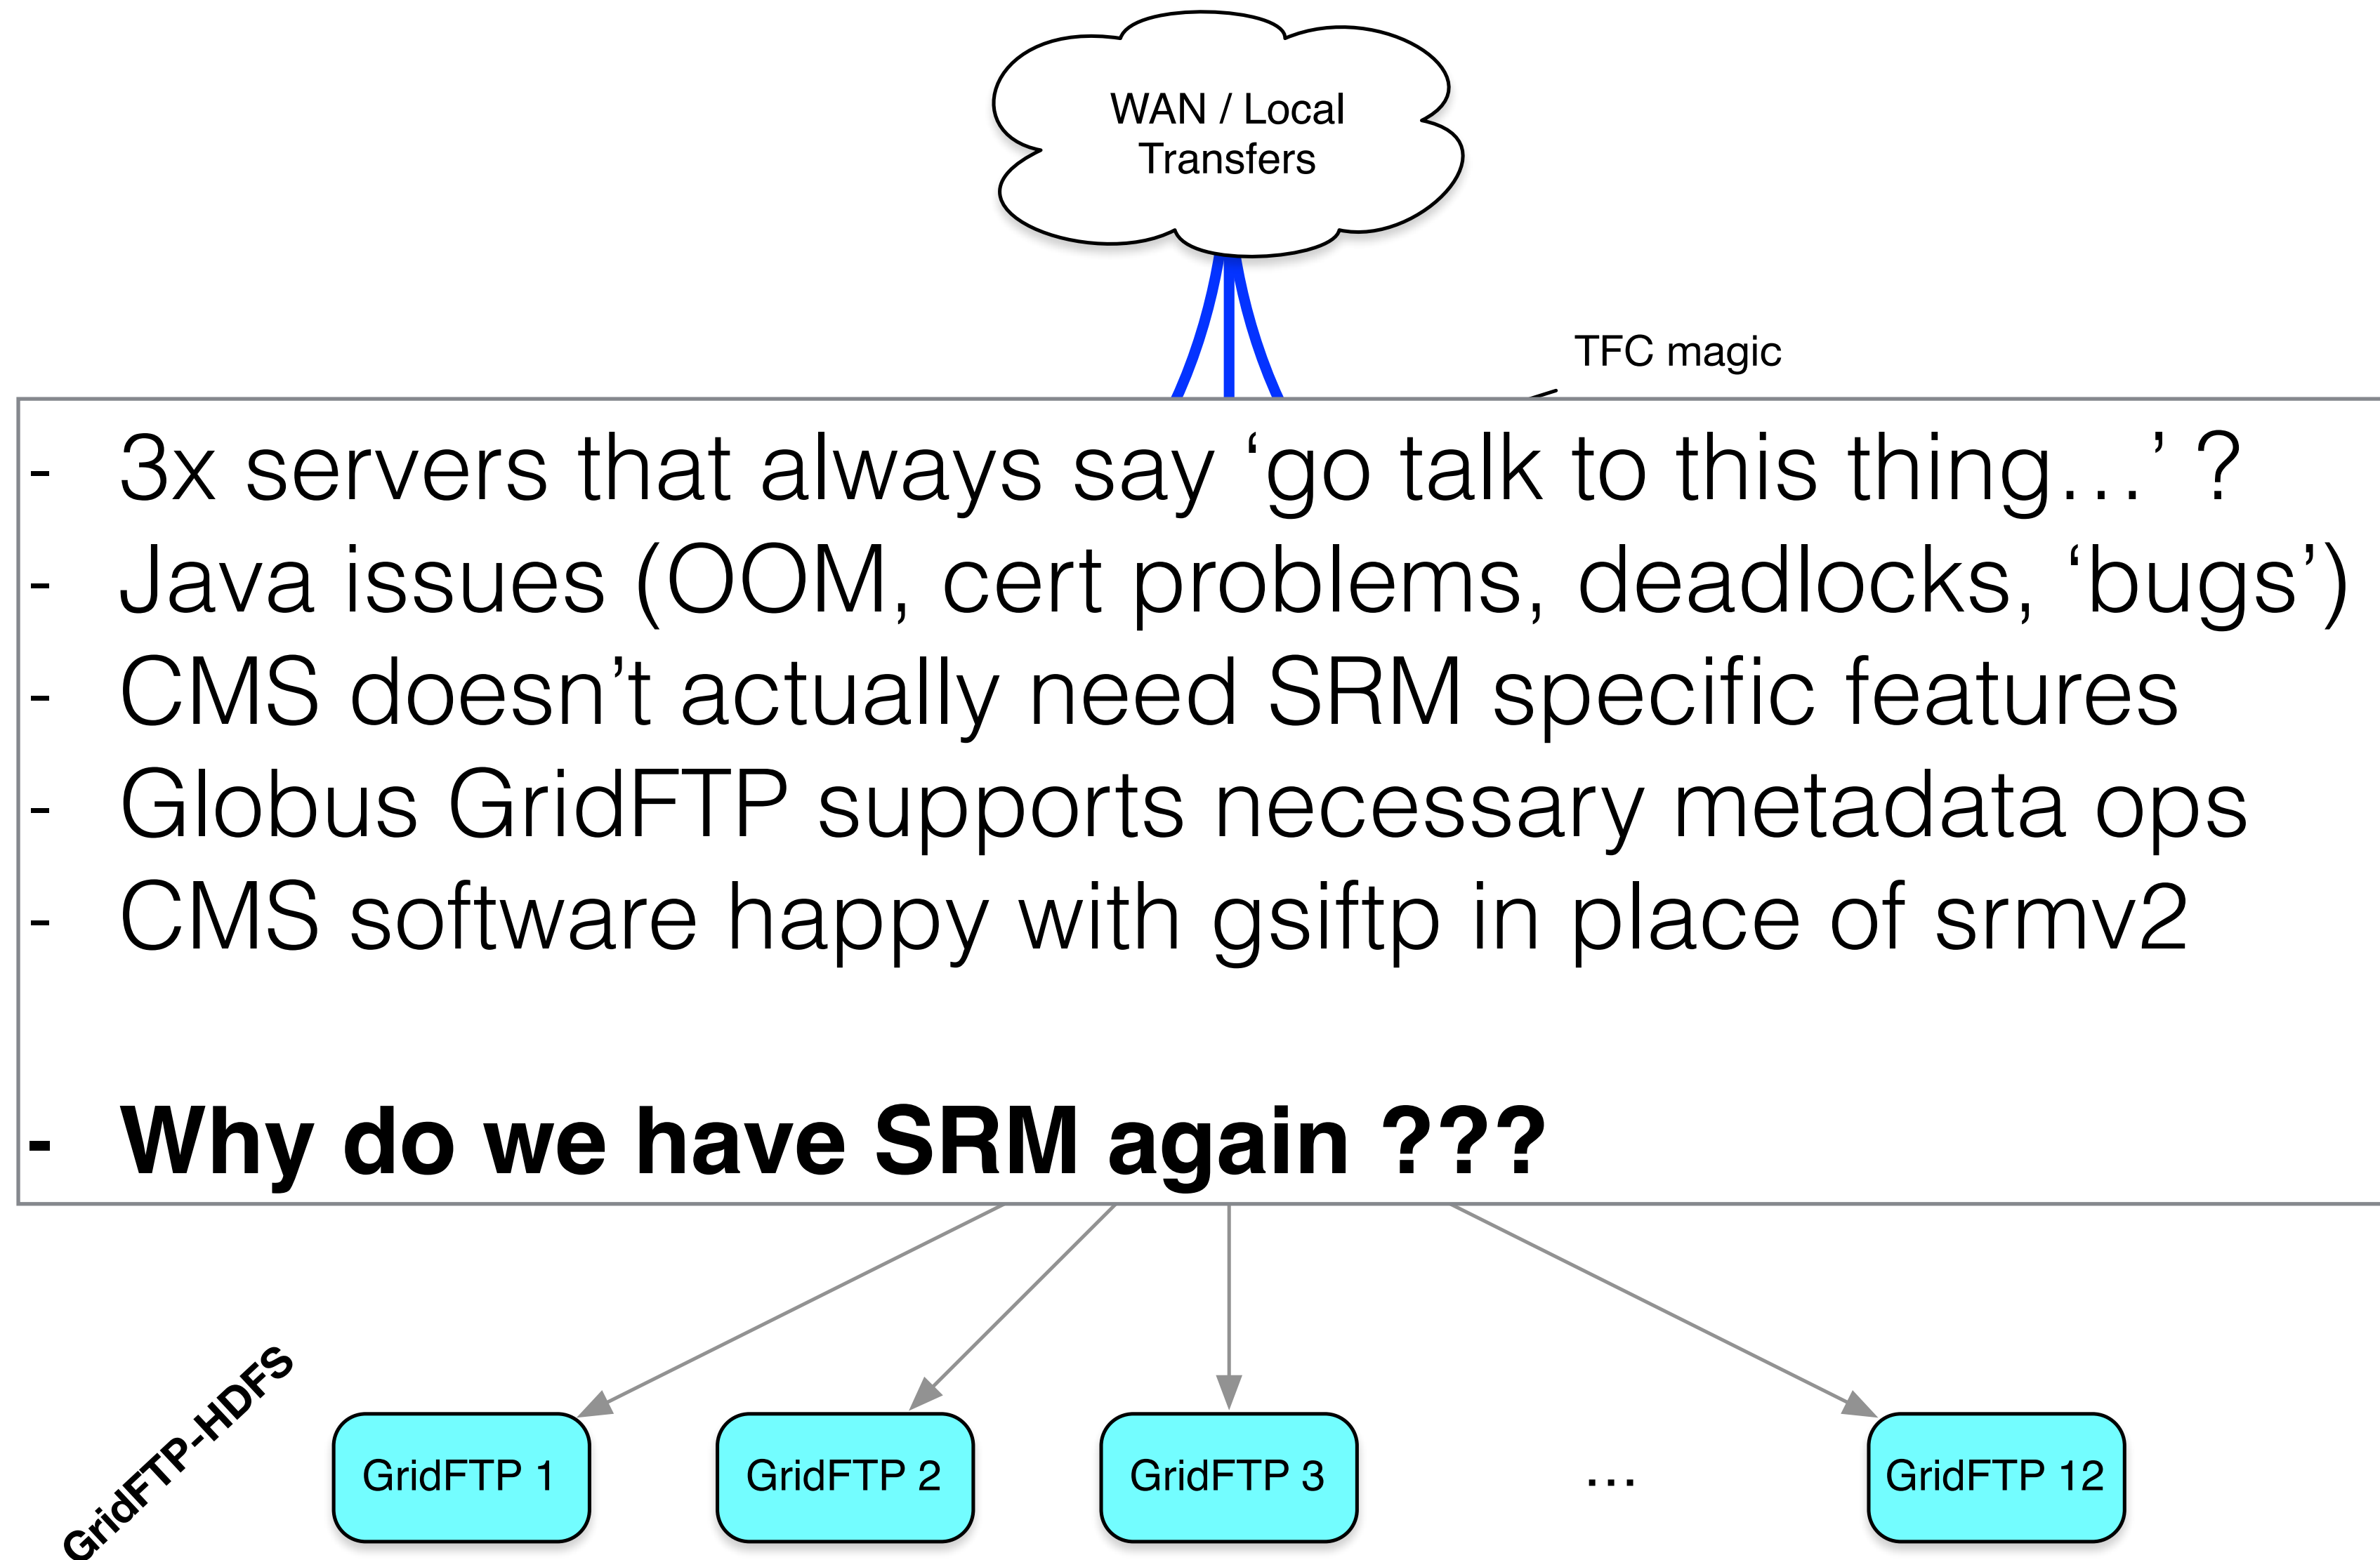 WAN / Local
Transfers
TFC magic
- 3x servers that always say ‘go talk to this thing…’ ?
- Java issues (OOM, cert problems, deadlocks, ‘bugs’)
- CMS doesn’t actually need SRM specific features
- Globus GridFTP supports necessary metadata ops
- CMS software happy with gsiftp in place of srmv2
- Why do we have SRM again ???
GridFTP-HDFS
GridFTP 1
GridFTP 2
GridFTP 3
...
GridFTP 12